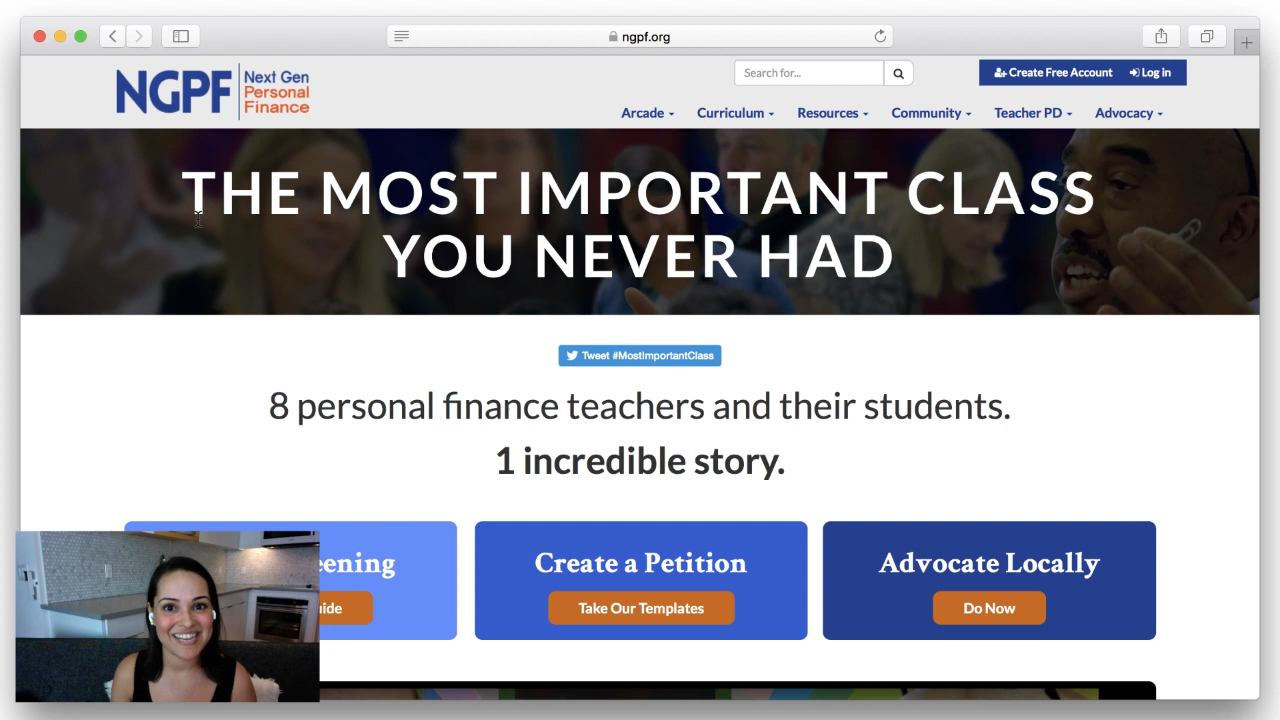 ngpf.org
NGPF Next Gen
Personal
Finance
Search for...
Create Free Account Log in
Arcade Curriculum Resources Community Teacher PD Advocacy
THE MOST IMPORTANT CLASS
YOU NEVER HAD
Tweet #MostImportantClass
8 personal finance teachers and their students.
1 incredible story.
eening Create a Petition Advocate Locally
ide Take Our Templates Do Now